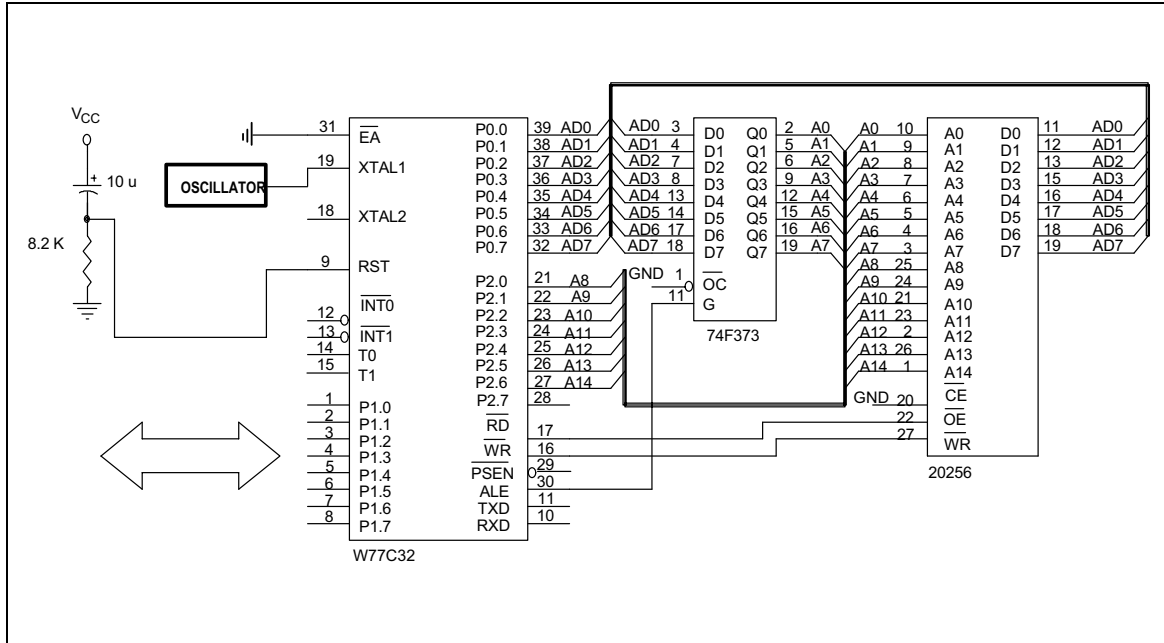 VCC
10 u
8.2 K
OSCILLATOR
31 EA
19 XTAL1
18 XTAL2
9 RST
12 INT0
13 INT1
14 T0
15 T1
1 P1.0
2 P1.1
3 P1.2
4 P1.3
5 P1.4
6 P1.5
7 P1.6
8 P1.7
P0.0 39 AD0
P0.1 38 AD1
P0.2 37 AD2
P0.3 36 AD3
P0.4 35 AD4
P0.5 34 AD5
P0.6 33 AD6
P0.7 32 AD7
P2.0 21 A8
P2.1 22 A9
P2.2 23 A10
P2.3 24 A11
P2.4 25 A12
P2.5 26 A13
P2.6 27 A14
P2.7 28
RD 17
WR 16
PSEN 29
ALE 30
TXD 11
RXD 10
W77C32
AD0 3 D0 Q0 2 A0
AD1 4 D1 Q1 5 A1
AD2 7 D2 Q2 6 A2
AD3 8 D3 Q3 9 A3
AD4 13 D4 Q4 12 A4
AD5 14 D5 Q5 15 A5
AD6 17 D6 Q6 16 A6
AD7 18 D7 Q7 19 A7
GND 1 OC
11 G
74F373
A0 10 A0 D0 11 AD0
A1 9 A1 D1 12 AD1
A2 8 A2 D2 13 AD2
A3 7 A3 D3 15 AD3
A4 6 A4 D4 16 AD4
A5 5 A5 D5 17 AD5
A6 4 A6 D6 18 AD6
A7 3 A7 D7 19 AD7
A8 25 A8
A9 24 A9
A10 21 A10
A11 23 A11
A12 2 A12
A13 26 A13
A14 1 A14
GND 20 CE
22 OE
27 WR
20256